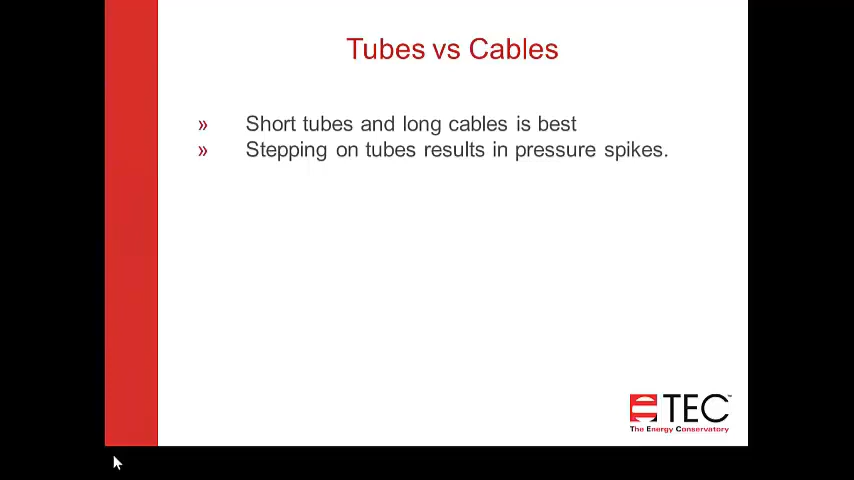 Tubes vs Cables
» Short tubes and long cables is best
» Stepping on tubes results in pressure spikes.
TEC™
The Energy Conservatory